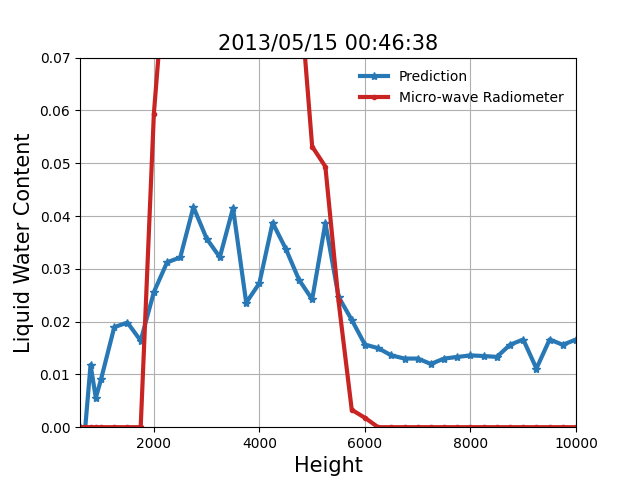 2013/05/15 00:46:38
Prediction
Micro-wave Radiometer
Liquid Water Content
0.07
0.06
0.05
0.04
0.03
0.02
0.01
0.00
2000 4000 6000 8000 10000
Height